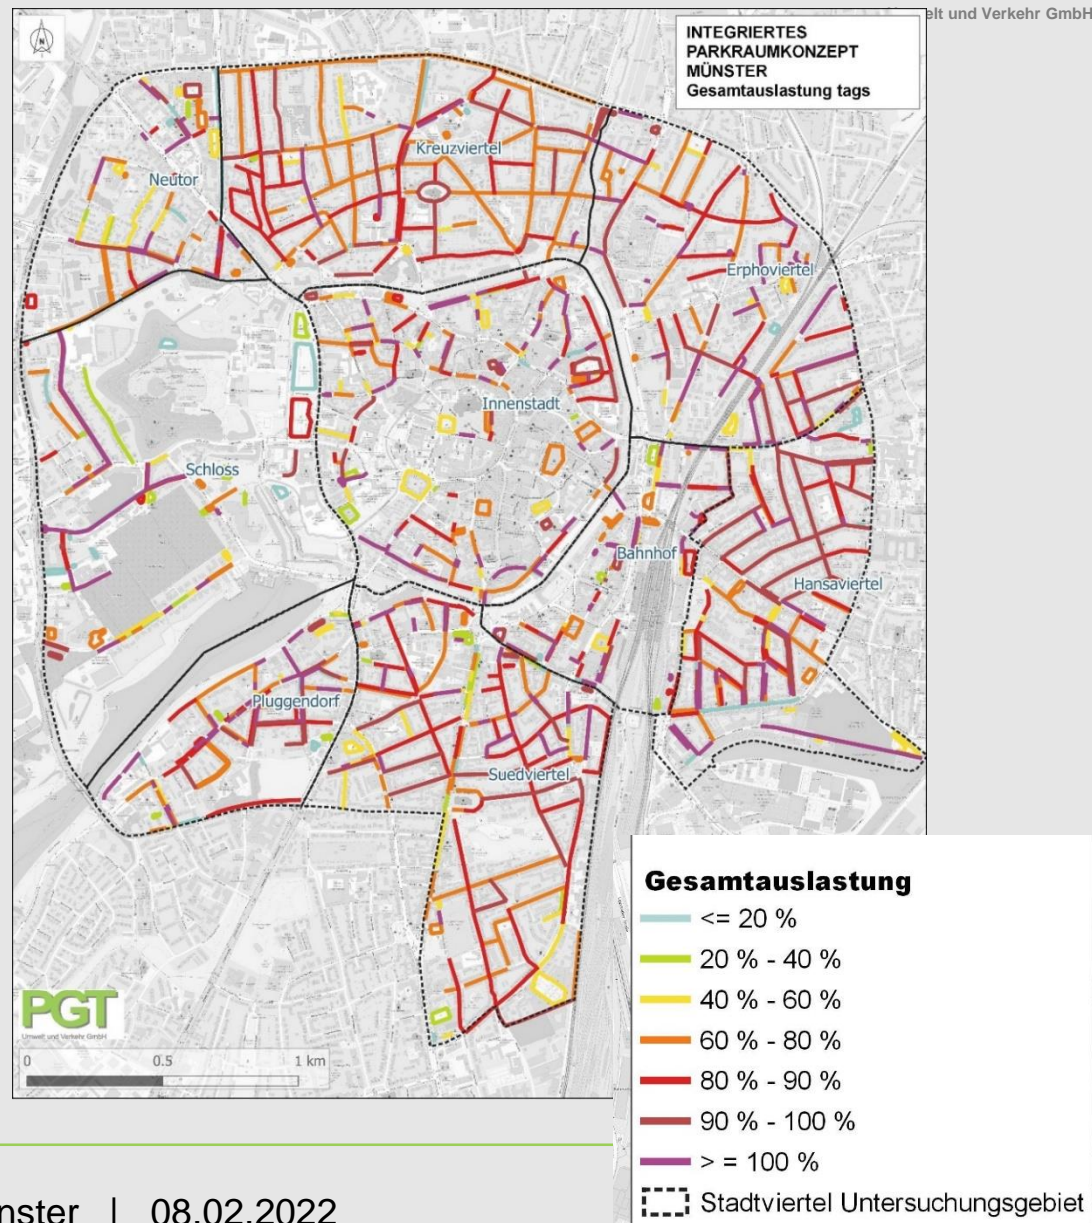 elt und Verkehr GmbH
INTEGRIERTES
PARKRAUMKONZEPT
MÜNSTER
Gesamtauslastung tags
N
Kreuzviertel
Neutor
Erphoviertel
Innenstadt
Schloss
Bahnhof
Hansaviertel
Pluggendorf
Suedviertel
PGT
Umwelt und Verkehr GmbH
0 0.5 1 km
Gesamtauslastung
<= 20 %
20 % - 40 %
40 % - 60 %
60 % - 80 %
80 % - 90 %
90 % - 100 %
> = 100 %
Stadtviertel Untersuchungsgebiet
nster | 08.02.2022